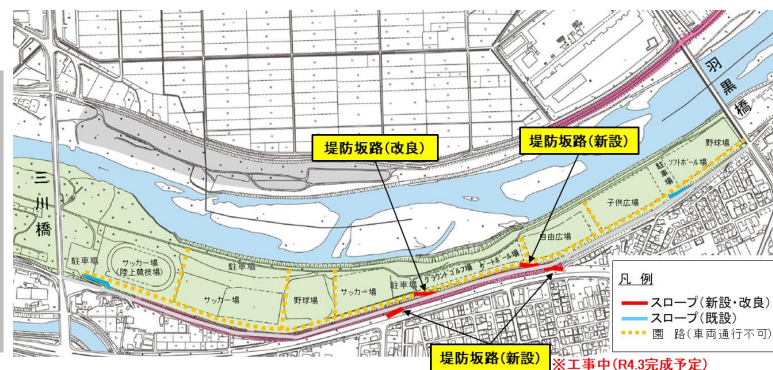 羽黒橋
堤防坂路(改良)
堤防坂路(新設)
三川橋
野球場
ソフトボール場
駐車場
子供広場
自由広場
ゲートボール場
グラウンドゴルフ場
駐車場
サッカー場
(陸上競技場)
駐車場
駐車場
サッカー場
野球場
サッカー場
凡 例
スロープ(新設・改良)
スロープ(既設)
園 路(車両通行不可)
堤防坂路(新設)
※工事中(R4.3完成予定)